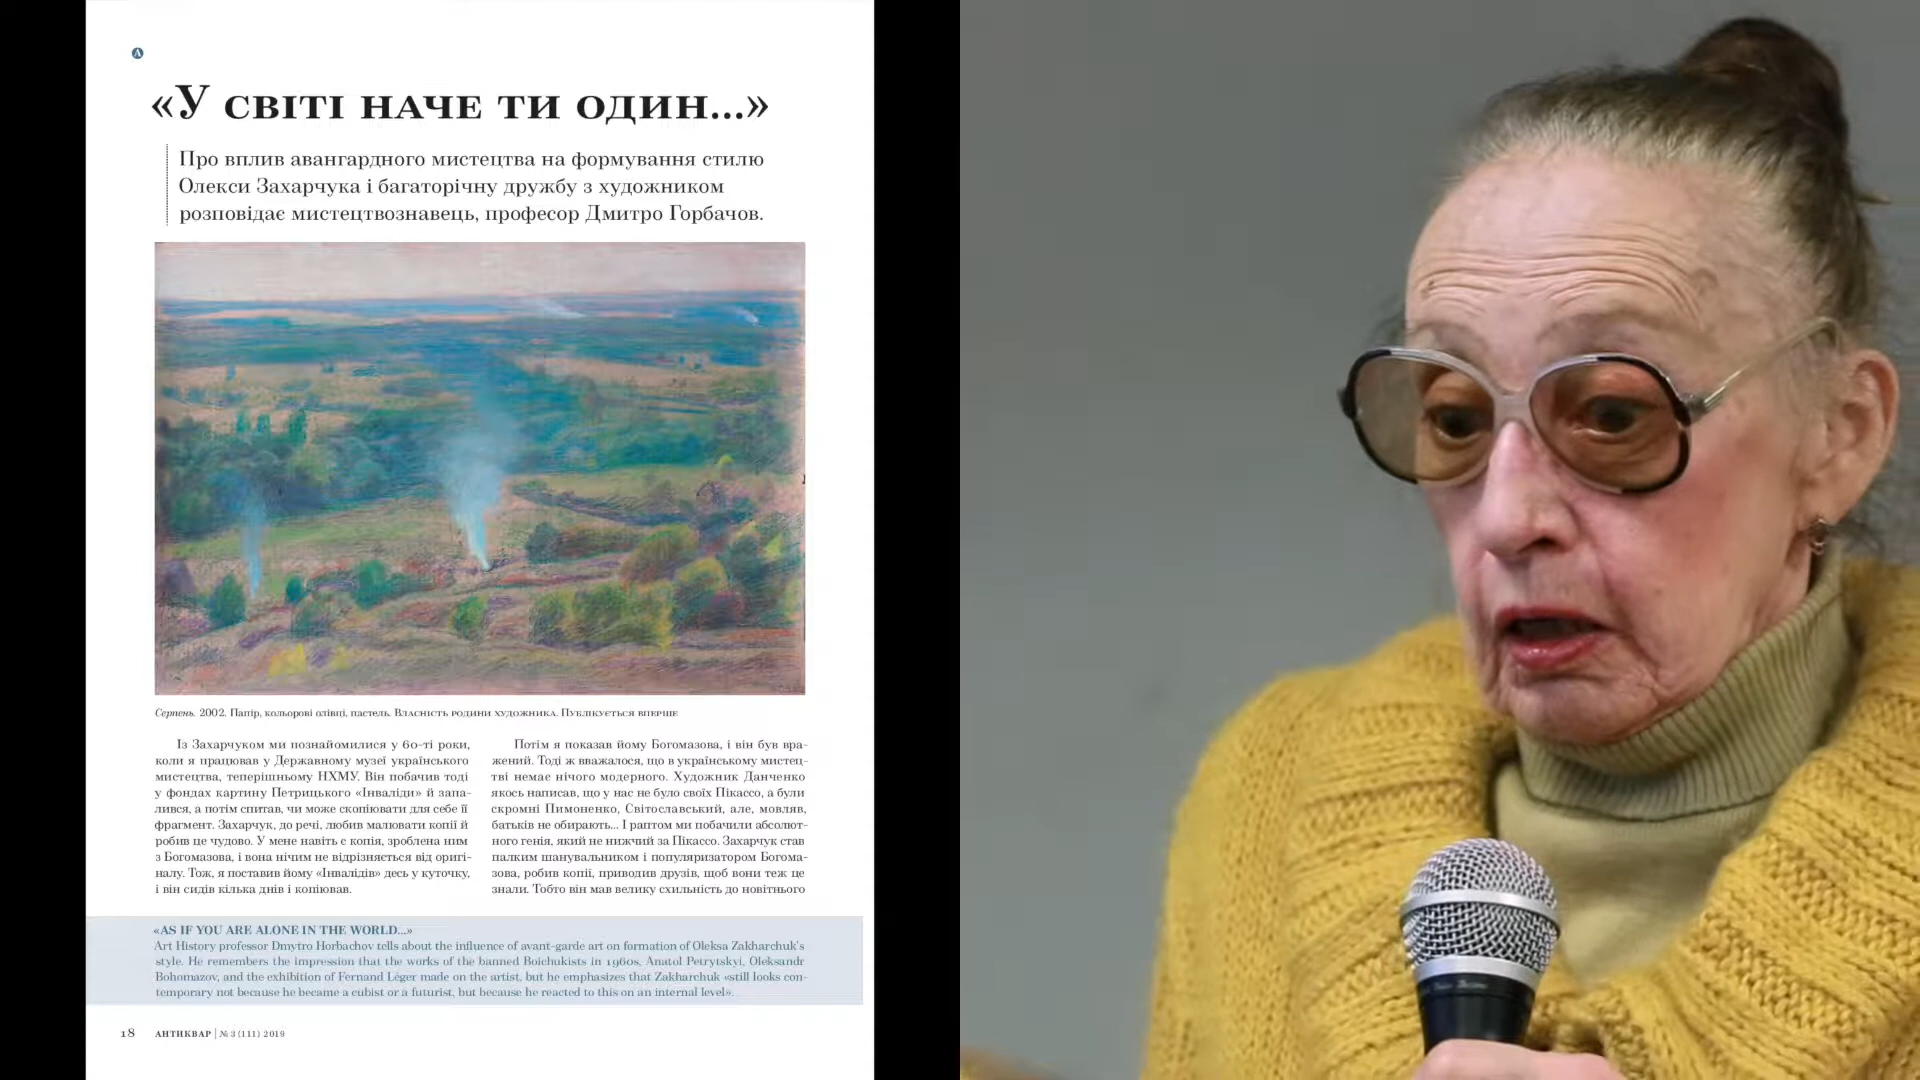 «У СВІТІ НАЧЕ ТИ ОДИН...»
Про вплив авангардного мистецтва на формування стилю
Олекси Захарчука і багаторічну дружбу з художником
розповідає мистецтвознавець, професор Дмитро Горбачов.
Серпень. 2002. Папір, кольорові олівці, пастель. Власність родини художника. Публікується вперше
Із Захарчуком ми познайомилися у 60-ті роки,
коли я працював у Державному музеї українського
мистецтва, теперішньому НХМУ. Він побачив тоді
у фондах картину Петрицького «Інваліди» й запа-
лився, а потім спитав, чи може скопіювати для себе її
фрагмент. Захарчук, до речі, любив малювати копії й
робив це чудово. У мене навіть є копія, зроблена ним
з Богомазова, і вона нічим не відрізняється від оригі-
налу. Тож, я поставив йому «Інвалідів» десь у куточку,
і він сидів кілька днів і копіював.
Потім я показав йому Богомазова, і він був вра-
жений. Тоді ж вважалося, що в українському мистец-
тві немає нічого модерного. Художник Данченко
якось написав, що у нас не було своїх Пікассо, а були
скромні Пимоненко, Світославський, але, мовляв,
батьків не обирають... І раптом ми побачили абсолют-
ного генія, який не нижчий за Пікассо. Захарчук став
палким шанувальником і популяризатором Богома-
зова, робив копії, приводив друзів, щоб вони теж це
знали. Тобто він мав велику схильність до новітнього
«AS IF YOU ARE ALONE IN THE WORLD...»
Art History professor Dmytro Horbachov tells about the influence of avant-garde art on formation of Oleksa Zakharchuk's
style. He remembers the impression that the works of the banned Boichukists in 1960s, Anatol Petrytskyi, Oleksandr
Bohomazov, and the exhibition of Fernand Léger made on the artist, but he emphasizes that Zakharchuk «still looks con-
temporary not because he became a cubist or a futurist, but because he reacted to this on an internal level».
18 АНТИКВАР | № 3 (111) 2019